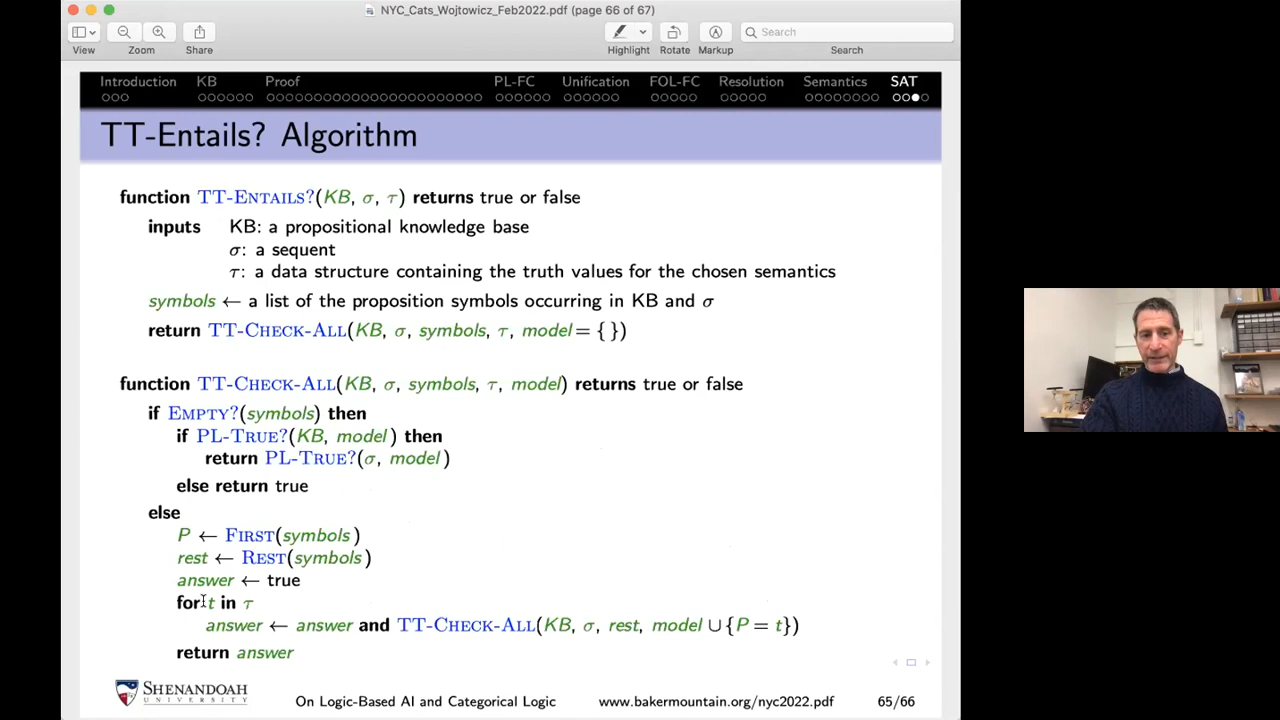 NYC_Cats_Wojtowicz_Feb2022.pdf (page 66 of 67)
Search
View Zoom Share Highlight Rotate Markup Search
Introduction KB Proof PL-FC Unification FOL-FC Resolution Semantics SAT
TT-Entails? Algorithm
function TT-ENTAILS?(KB, σ, τ) returns true or false
inputs KB: a propositional knowledge base
σ: a sequent
τ: a data structure containing the truth values for the chosen semantics
symbols ← a list of the proposition symbols occurring in KB and σ
return TT-CHECK-ALL(KB, σ, symbols, τ, model = { })
function TT-CHECK-ALL(KB, σ, symbols, τ, model) returns true or false
if EMPTY?(symbols) then
if PL-TRUE?(KB, model) then
return PL-TRUE?(σ, model)
else return true
else
P ← FIRST(symbols)
rest ← REST(symbols)
answer ← true
for t in τ
answer ← answer and TT-CHECK-ALL(KB, σ, rest, model ∪ {P = t})
return answer
SHENANDOAH
UNIVERSITY
On Logic-Based AI and Categorical Logic www.bakermountain.org/nyc2022.pdf 65/66